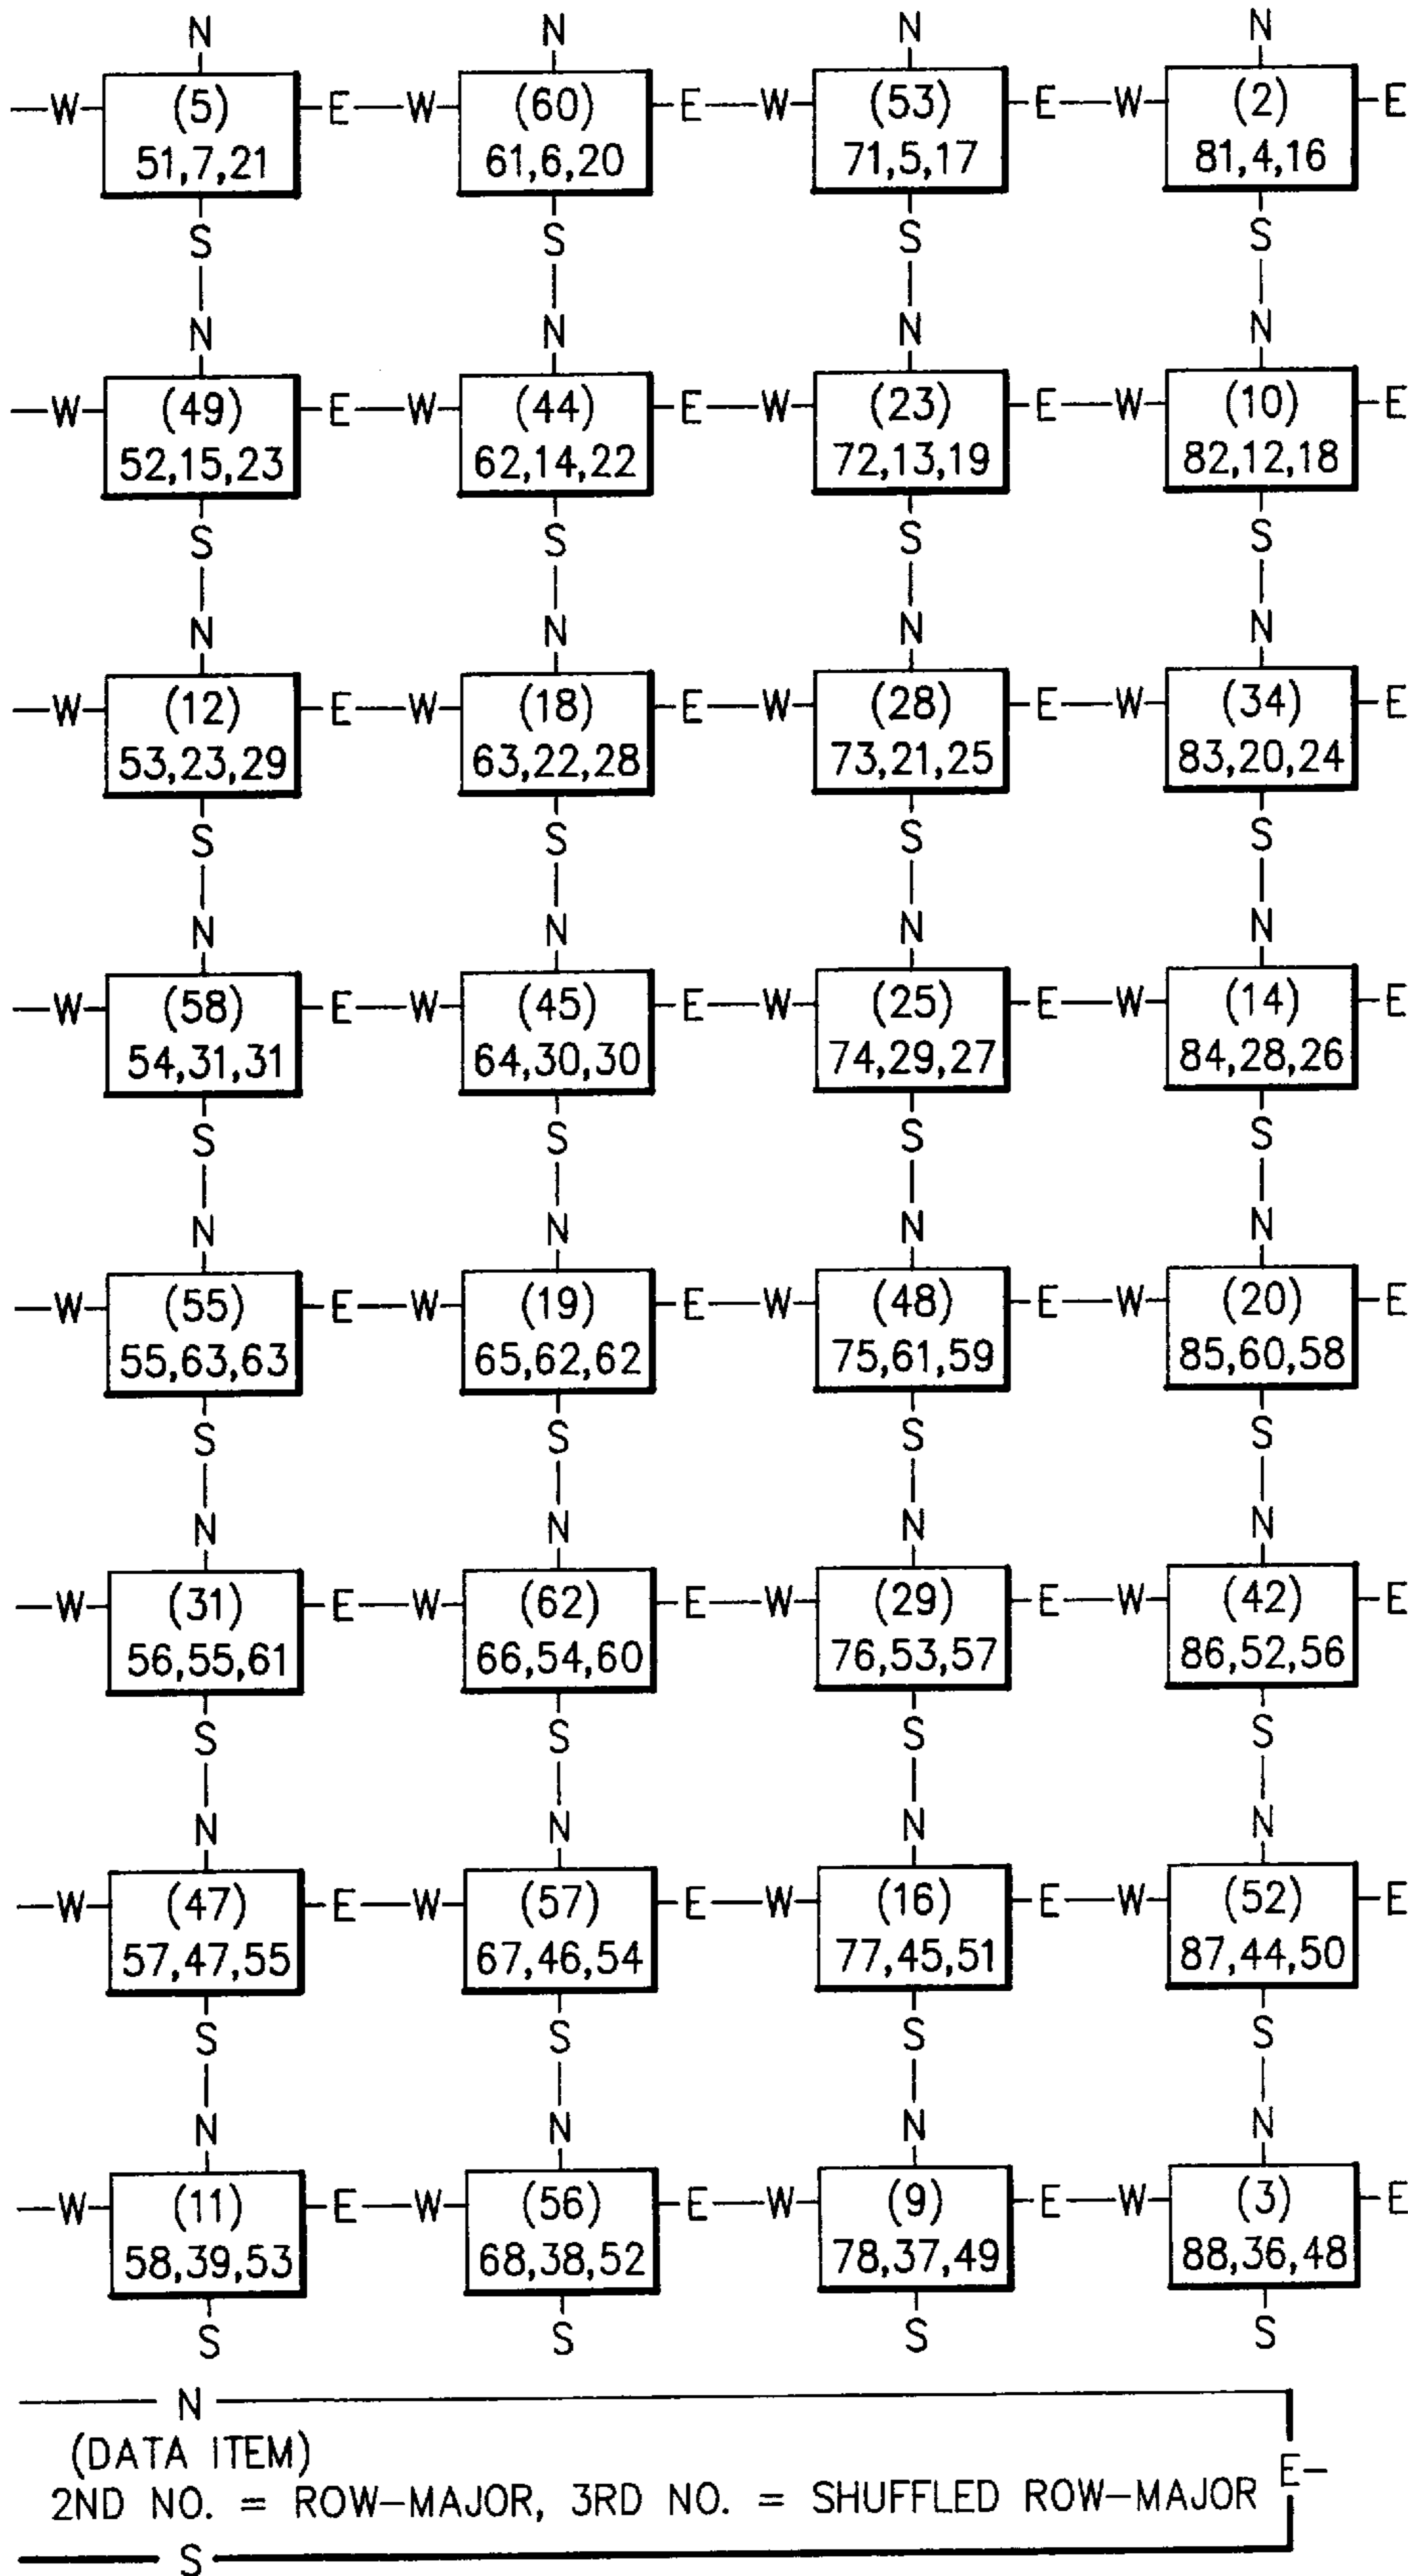 N N N N
W (5) E W (60) E W (53) E W (2) E
51,7,21 61,6,20 71,5,17 81,4,16
S S S S
N N N N
W (49) E W (44) E W (23) E W (10) E
52,15,23 62,14,22 72,13,19 82,12,18
S S S S
N N N N
W (12) E W (18) E W (28) E W (34) E
53,23,29 63,22,28 73,21,25 83,20,24
S S S S
N N N N
W (58) E W (45) E W (25) E W (14) E
54,31,31 64,30,30 74,29,27 84,28,26
S S S S
N N N N
W (55) E W (19) E W (48) E W (20) E
55,63,63 65,62,62 75,61,59 85,60,58
S S S S
N N N N
W (31) E W (62) E W (29) E W (42) E
56,55,61 66,54,60 76,53,57 86,52,56
S S S S
N N N N
W (47) E W (57) E W (16) E W (52) E
57,47,55 67,46,54 77,45,51 87,44,50
S S S S
N N N N
W (11) E W (56) E W (9) E W (3) E
58,39,53 68,38,52 78,37,49 88,36,48
S S S S
N
(DATA ITEM)
2ND NO. = ROW-MAJOR, 3RD NO. = SHUFFLED ROW-MAJOR E-
S